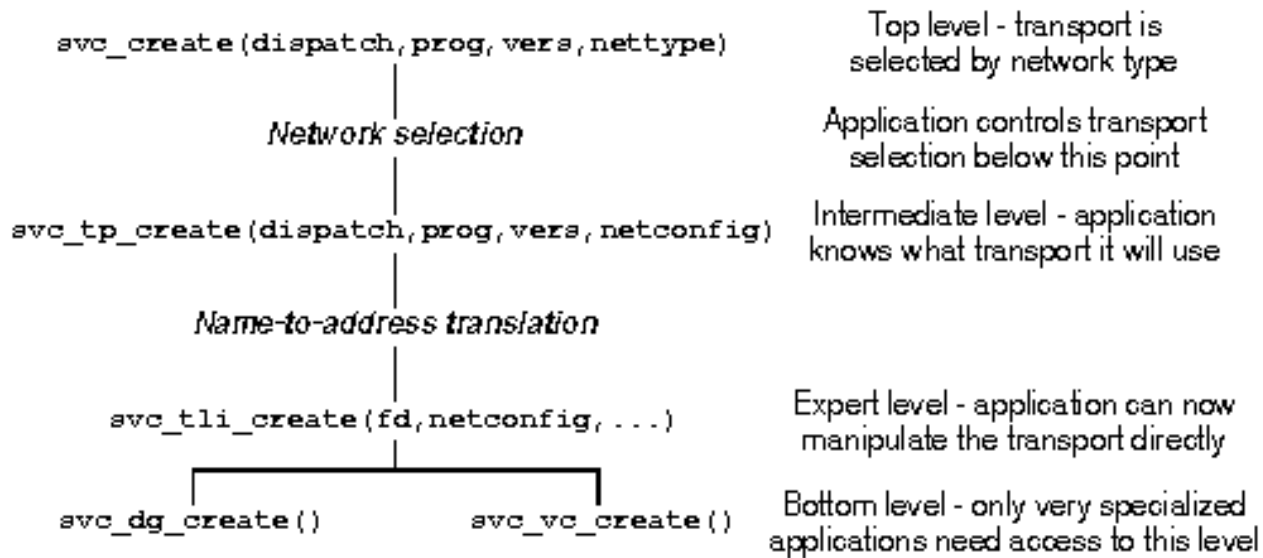 svc_create(dispatch,prog,vers,nettype)
Top level - transport is
selected by network type
Network selection
Application controls transport
selection below this point
svc_tp_create(dispatch,prog,vers,netconfig)
Intermediate level - application
knows what transport it will use
Name-to-address translation
svc_tli_create(fd,netconfig,...)
Expert level - application can now
manipulate the transport directly
svc_dg_create()
svc_vc_create()
Bottom level - only very specialized
applications need access to this level